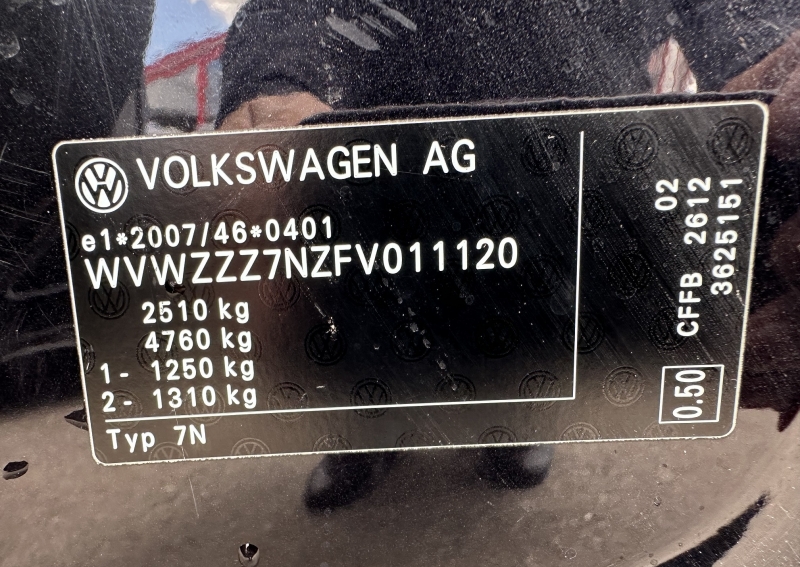 VOLKSWAGEN AG
e1*2007/46*0401
WVWZZZ7NZFV011120
2510 kg
4760 kg
1- 1250 kg
2- 1310 kg
Typ 7N
02
CFFB 2612
3625151
0.50